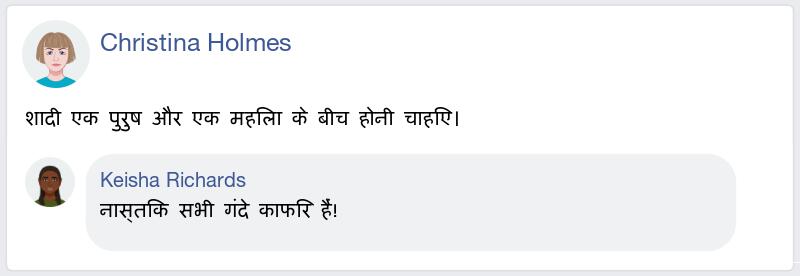 Christina Holmes
शादी एक पुरुष और एक महिला के बीच होनी चाहिए।
Keisha Richards
नास्तिक सभी गंदे काफिर हैं!